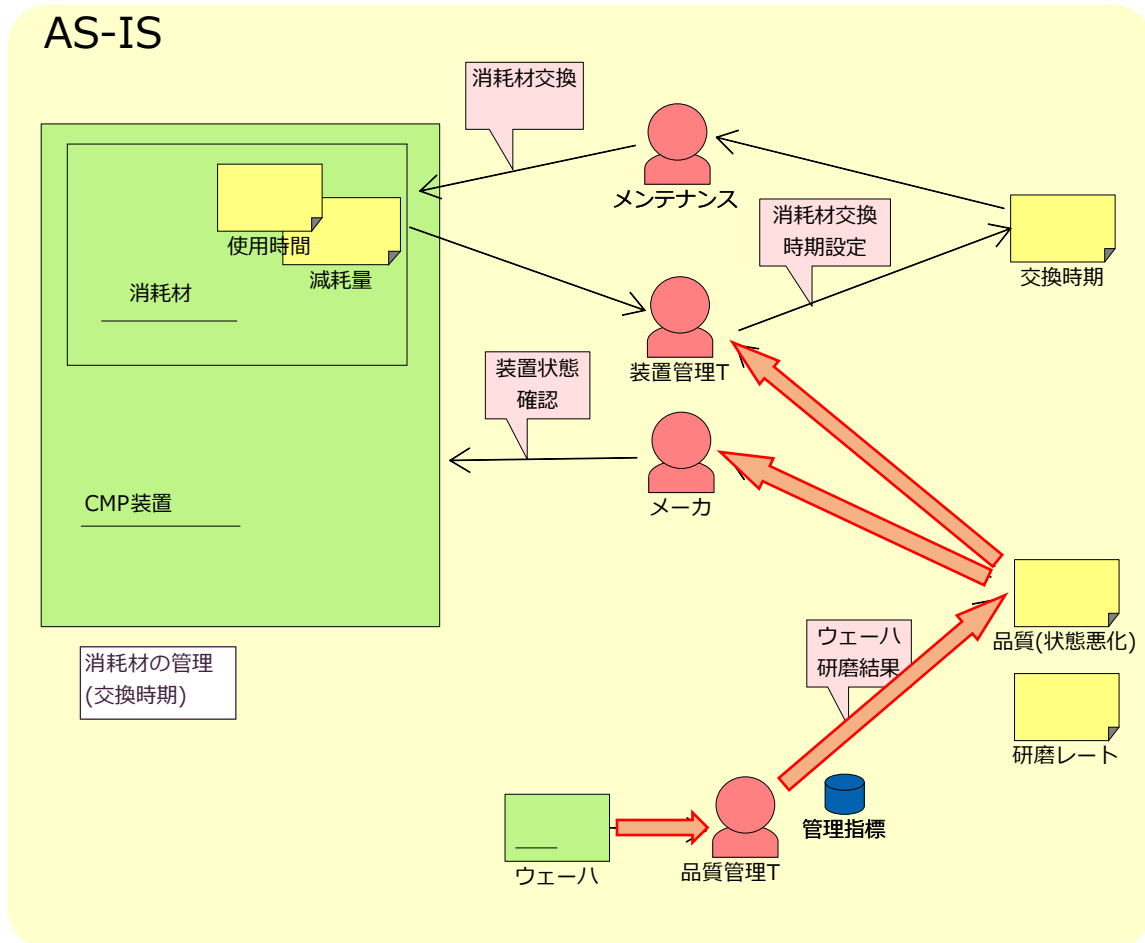 AS-IS
消耗材交換
メンテナンス
消耗材交換
時期設定
使用時間
減耗量
消耗材
交換時期
装置管理T
装置状態
確認
CMP装置
メーカ
品質(状態悪化)
ウェーハ
研磨結果
消耗材の管理
(交換時期)
研磨レート
管理指標
ウェーハ
品質管理T